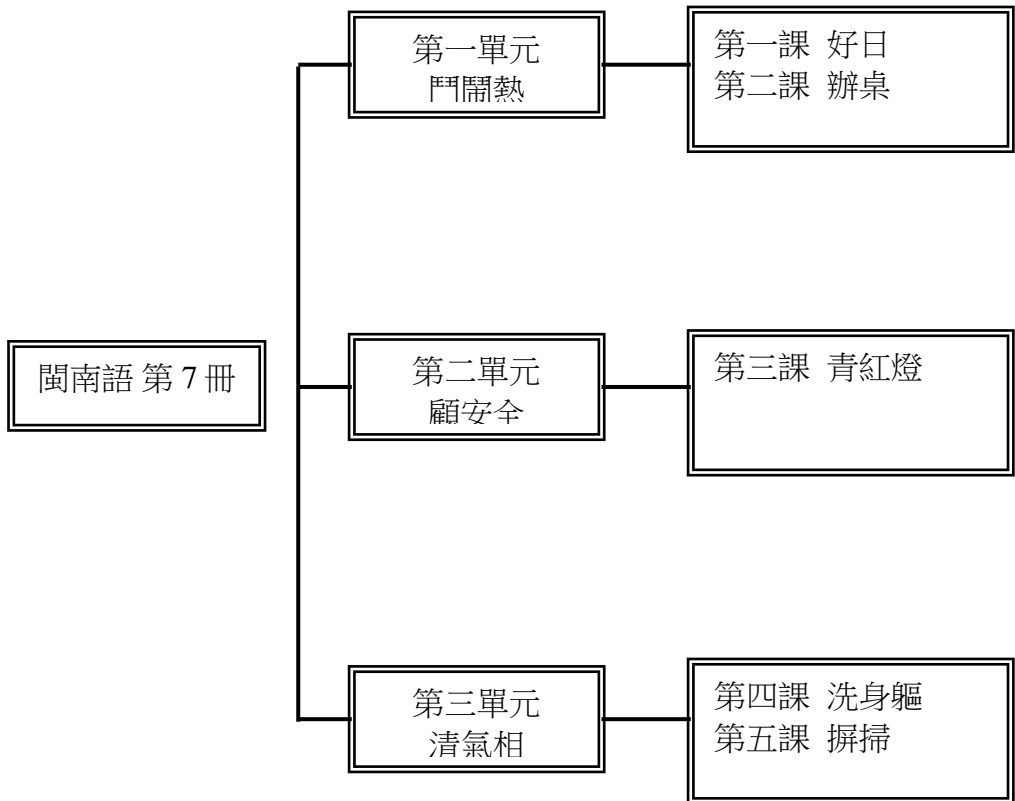 第一單元
鬥鬧熱
第一課 好日
第二課 辦桌
閩南語 第 7 冊
第二單元
顧安全
第三課 青紅燈
第三單元
清氣相
第四課 洗身軀
第五課 摒掃